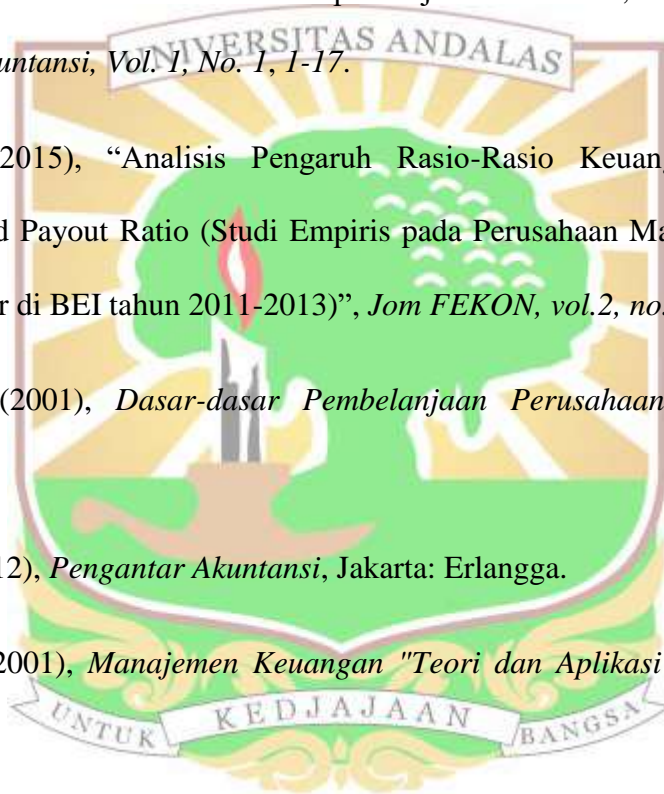 UNIVERSITAS ANDALAS
untansi, Vol. 1, No. 1, 1-17.
2015), “Analisis Pengaruh Rasio-Rasio Keuang
d Payout Ratio (Studi Empiris pada Perusahaan Ma
r di BEI tahun 2011-2013)”, Jom FEKON, vol.2, no.
(2001), Dasar-dasar Pembelanjaan Perusahaan
12), Pengantar Akuntansi, Jakarta: Erlangga.
2001), Manajemen Keuangan "Teori dan Aplikasi
UNTUK KEDJAJAAN BANGSA